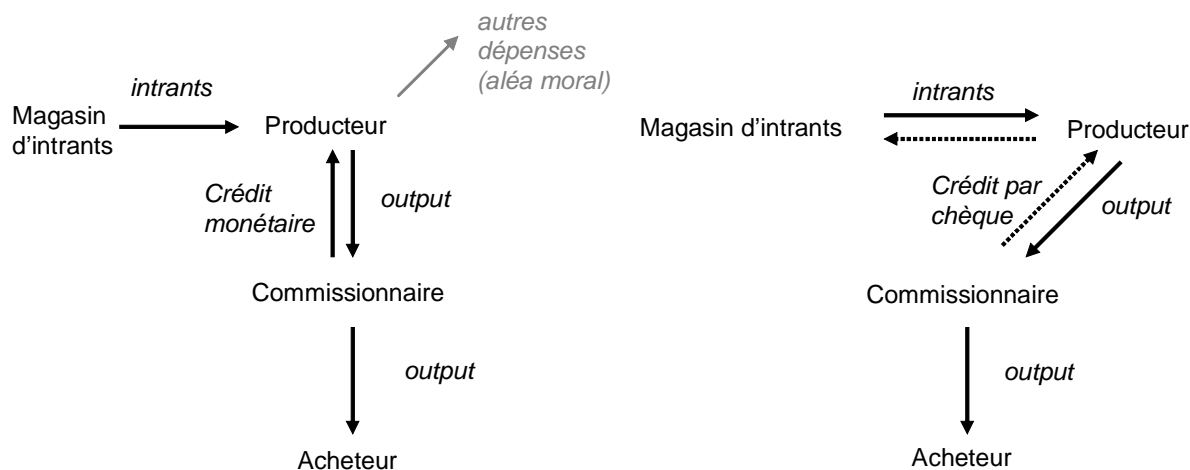 autres
dépenses
(aléa moral)
intrants
Magasin
d'intrants
Producteur
Crédit
monétaire
output
Commissionnaire
output
Acheteur
intrants
Magasin d'intrants
Producteur
Crédit par
chèque
output
Commissionnaire
output
Acheteur